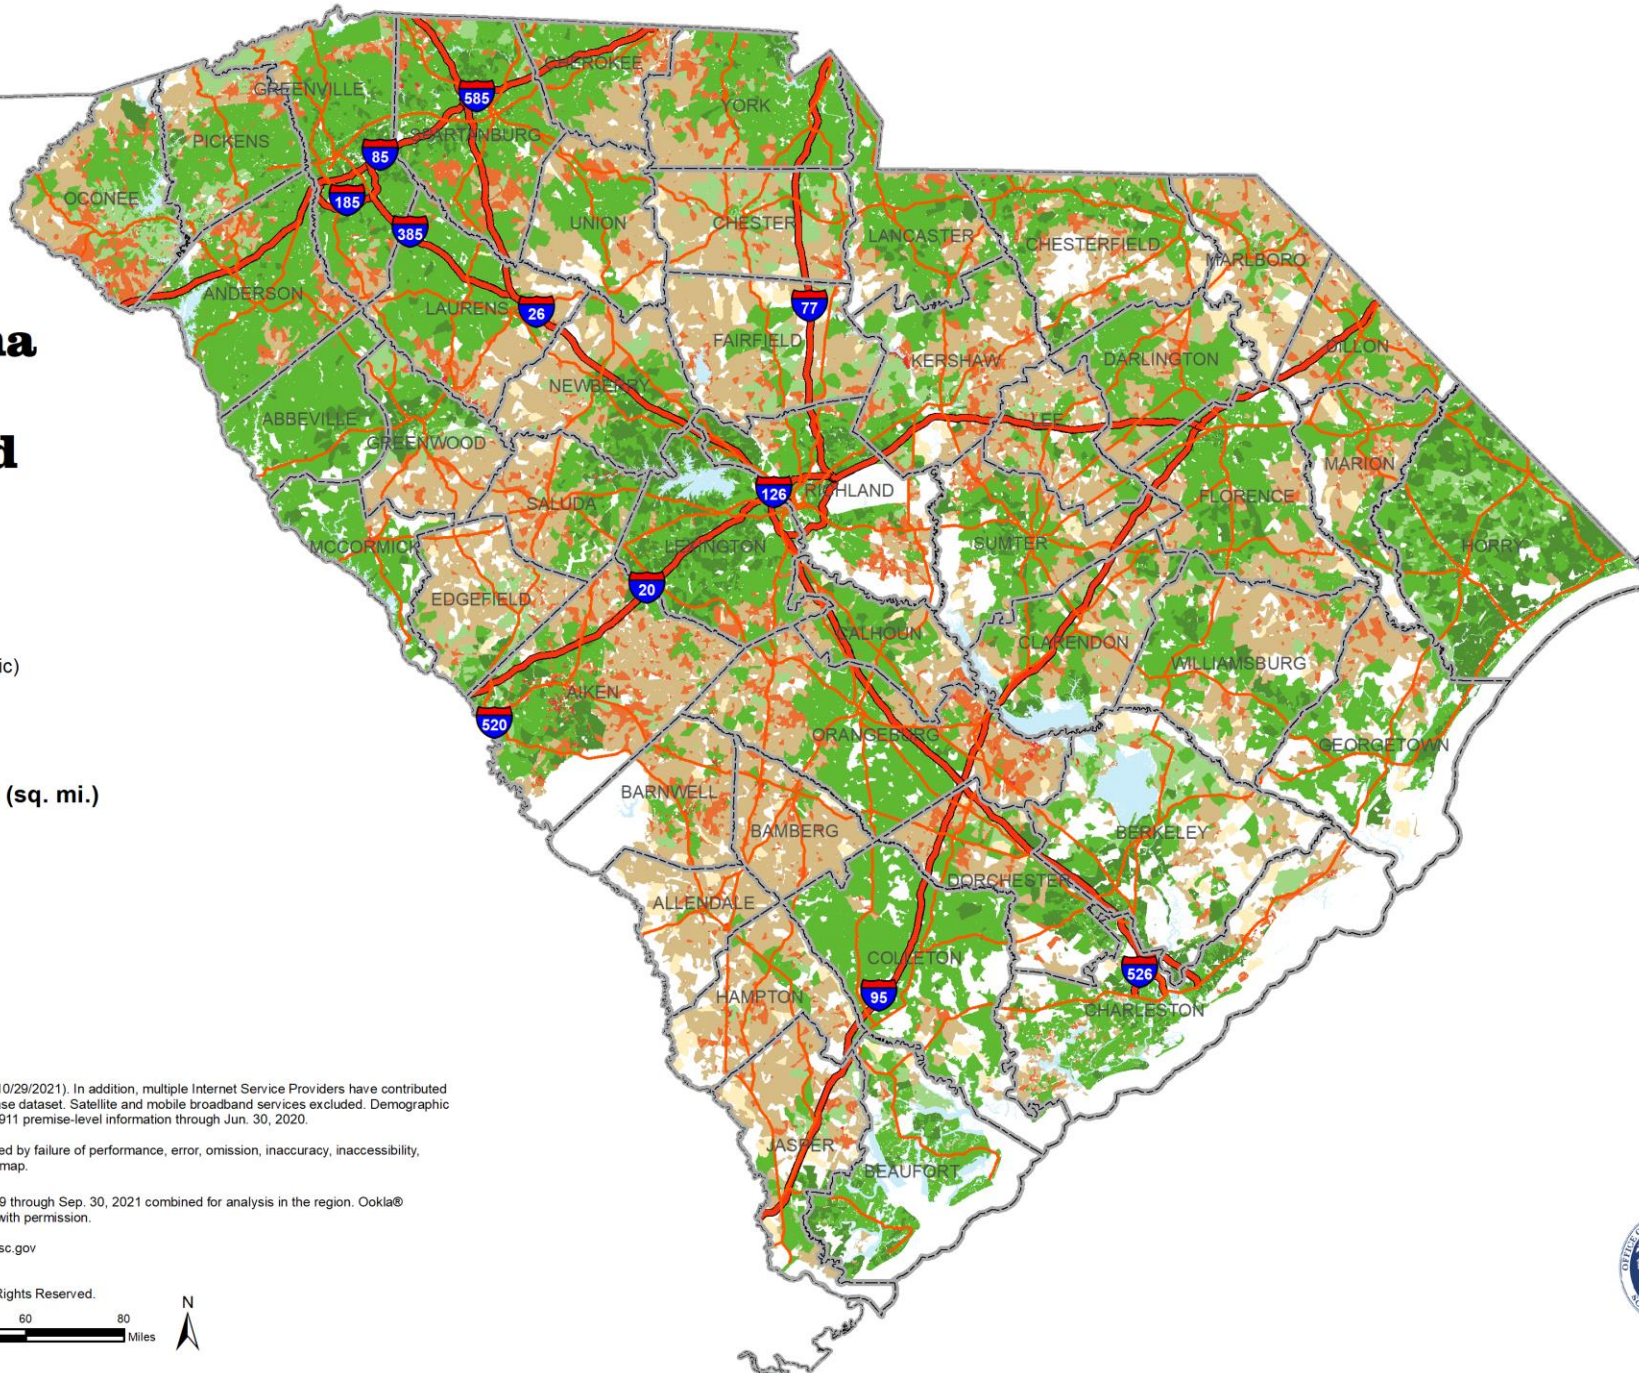 na
d
ic)
(sq. mi.)
CHEROKEE
GREENVILLE
585
YORK
SPARTANBURG
PICKENS
85
OCONEE
185
385
UNION
CHESTER
LANCASTER
CHESTERFIELD
MARLBORO
ANDERSON
LAURENS
26
77
FAIRFIELD
KERSHAW
DARLINGTON
DILLON
NEWBERRY
ABBEVILLE
GREENWOOD
LEE
MARION
SALUDA
126
RICHLAND
FLORENCE
MCCORMICK
LEXINGTON
SUMTER
HORRY
20
EDGEFIELD
CALHOUN
CLARENDON
WILLIAMSBURG
AIKEN
520
ORANGEBURG
GEORGETOWN
BARNWELL
BAMBERG
BERKELEY
DORCHESTER
ALLENDALE
COLLETON
526
HAMPTON
95
CHARLESTON
JASPER
BEAUFORT
10/29/2021). In addition, multiple Internet Service Providers have contributed
se dataset. Satellite and mobile broadband services excluded. Demographic
911 premise-level information through Jun. 30, 2020.
ed by failure of performance, error, omission, inaccuracy, inaccessibility,
map.
9 through Sep. 30, 2021 combined for analysis in the region. Ookla®
with permission.
sc.gov
Rights Reserved.
60 80
Miles
N
OFFICE